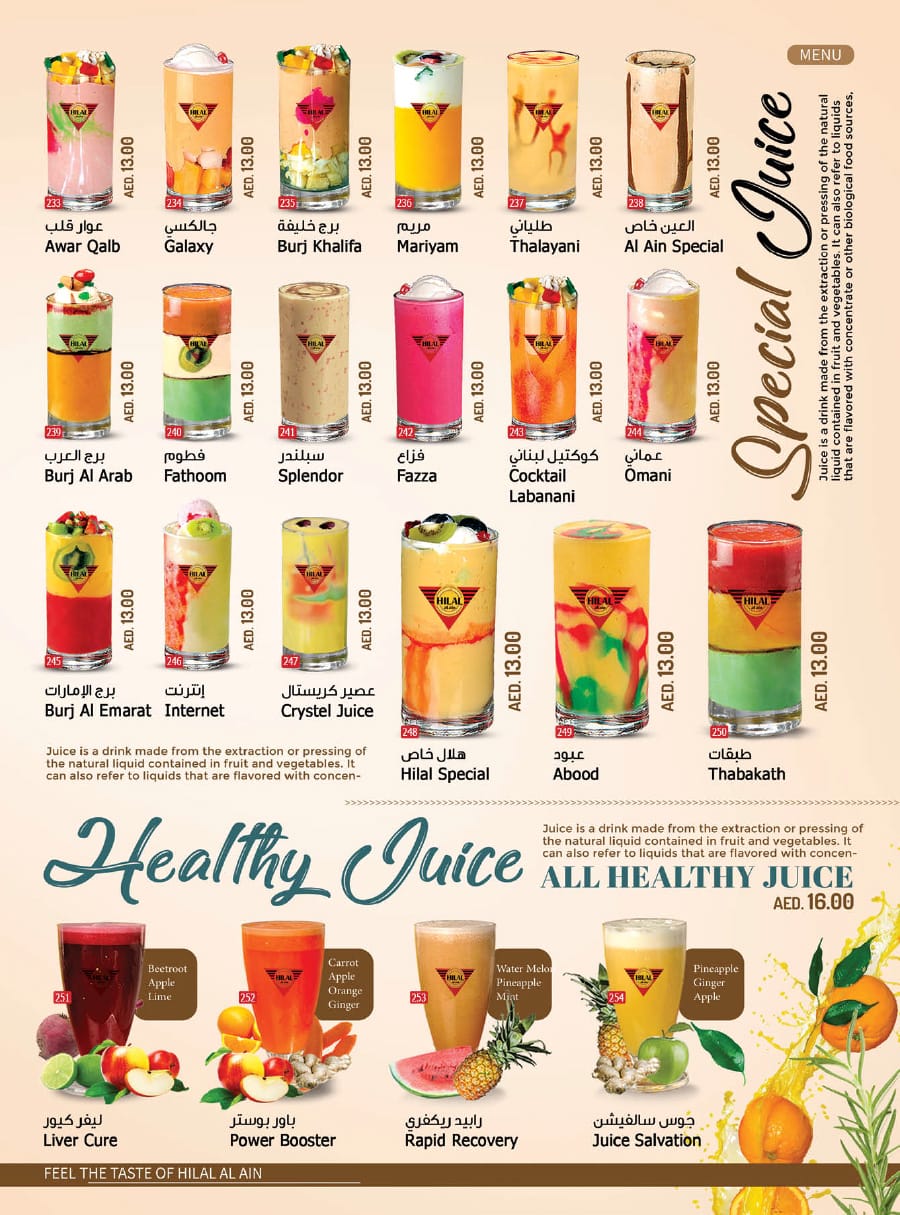 MENU
Special Juice
Juice is a drink made from the extraction or pressing of the natural
liquid contained in fruit and vegetables. It can also refer to liquids
that are flavored with concentrate or other biological food sources,
HILAL
al ain
233
AED. 13.00
عوار قلب
Awar Qalb
234
AED. 13.00
جالكسي
Galaxy
235
AED. 13.00
برج خليفة
Burj Khalifa
236
AED. 13.00
مريم
Mariyam
237
AED. 13.00
طلياني
Thalayani
238
AED. 13.00
العين خاص
Al Ain Special
239
AED. 13.00
برج العرب
Burj Al Arab
240
AED. 13.00
فطوم
Fathoom
241
AED. 13.00
سبلندر
Splendor
242
AED. 13.00
فزاع
Fazza
243
AED. 13.00
كوكتيل لبناني
Cocktail
Labanani
244
AED. 13.00
عماني
Omani
245
AED. 13.00
برج الإمارات
Burj Al Emarat
246
AED. 13.00
إنترنت
Internet
247
AED. 13.00
عصير كريستال
Crystel Juice
248
AED. 13.00
هلال خاص
Hilal Special
249
AED. 13.00
عبود
Abood
250
AED. 13.00
طبقات
Thabakath
Juice is a drink made from the extraction or pressing of
the natural liquid contained in fruit and vegetables. It
can also refer to liquids that are flavored with concen-
Healthy Juice
Juice is a drink made from the extraction or pressing of
the natural liquid contained in fruit and vegetables. It
can also refer to liquids that are flavored with concen-
ALL HEALTHY JUICE
AED. 16.00
251
Beetroot
Apple
Lime
ليفر كيور
Liver Cure
252
Carrot
Apple
Orange
Ginger
باور بوستر
Power Booster
253
Water Melon
Pineapple
Mint
رابيد ريكفري
Rapid Recovery
254
Pineapple
Ginger
Apple
جوس سالفيشن
Juice Salvation
FEEL THE TASTE OF HILAL AL AIN